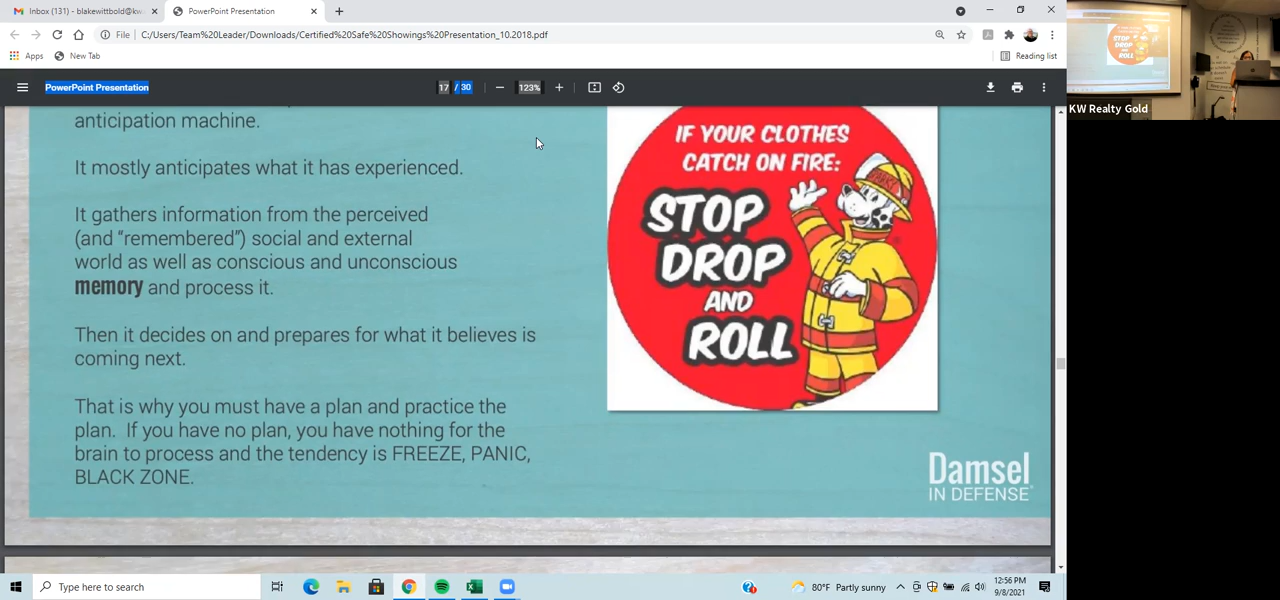 Inbox (131) - blakewittbold@kw
PowerPoint Presentation
File
C:/Users/Team%20Leader/Downloads/Certified%20Safe%20Showings%20Presentation_10.2018.pdf
Apps
New Tab
Reading list
PowerPoint Presentation
17 / 30
123%
anticipation machine.
It mostly anticipates what it has experienced.
It gathers information from the perceived
(and “remembered”) social and external
world as well as conscious and unconscious
memory and process it.
Then it decides on and prepares for what it believes is
coming next.
That is why you must have a plan and practice the
plan. If you have no plan, you have nothing for the
brain to process and the tendency is FREEZE, PANIC,
BLACK ZONE.
IF YOUR CLOTHES
CATCH ON FIRE:
STOP
DROP
AND
ROLL
Damsel
IN DEFENSE
STOP
DROP
AND
ROLL
KW Realty Gold
Type here to search
80°F Partly sunny
12:56 PM
9/8/2021